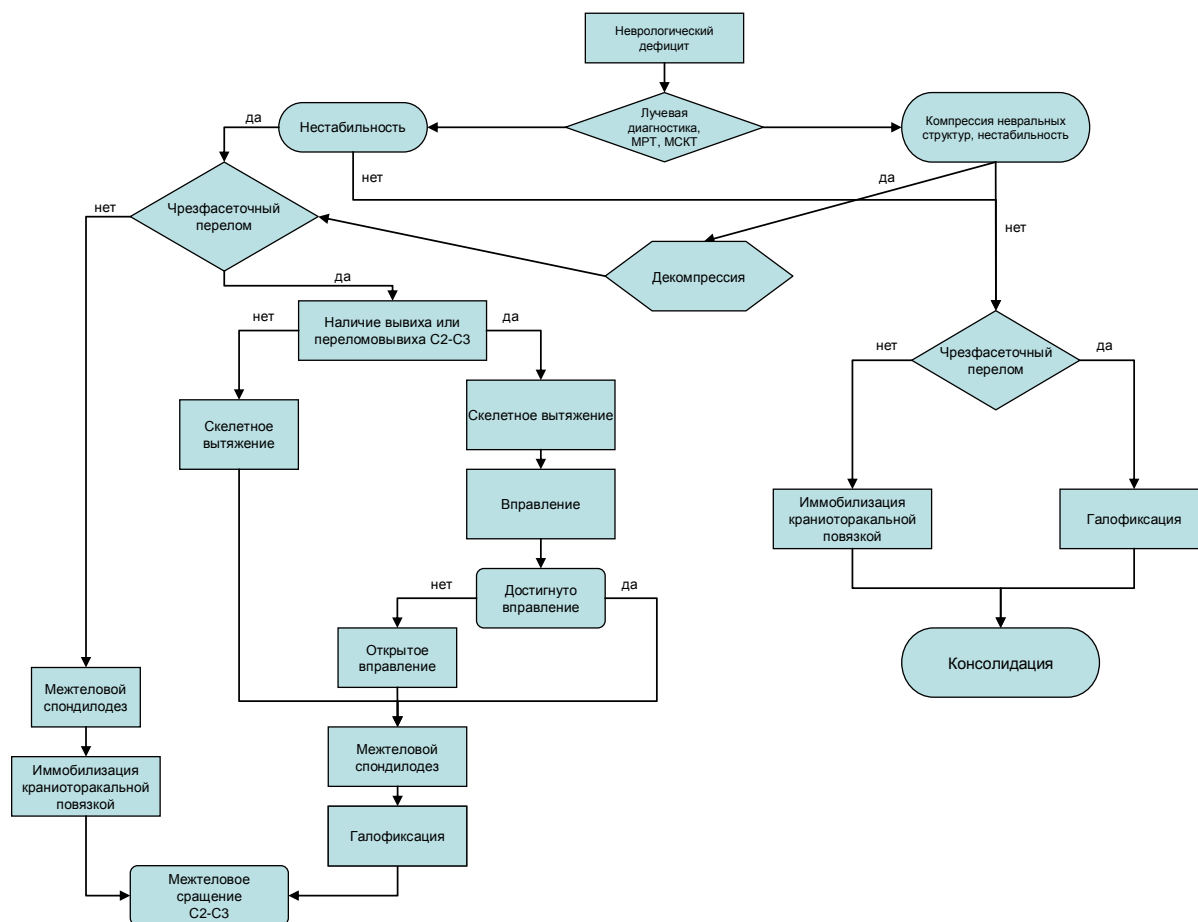 Неврологический
дефицит
Лучевая
диагностика,
МРТ, МСКТ
Нестабильность
Компрессия невральных
структур, нестабильность
да
нет
да
нет
Чрезфасеточный
перелом
нет
да
Декомпрессия
Наличие вывиха или
переломовывиха С2-С3
нет
да
Чрезфасеточный
перелом
нет
да
Скелетное
вытяжение
Скелетное вытяжение
Вправление
Иммобилизация
краниоторакальной
повязкой
Галофиксация
Достигнуто
вправление
нет
да
Открытое
вправление
Консолидация
Межтеловой
спондилодез
Иммобилизация
краниоторакальной
повязкой
Межтеловой
спондилодез
Галофиксация
Межтеловое
сращение
С2-С3